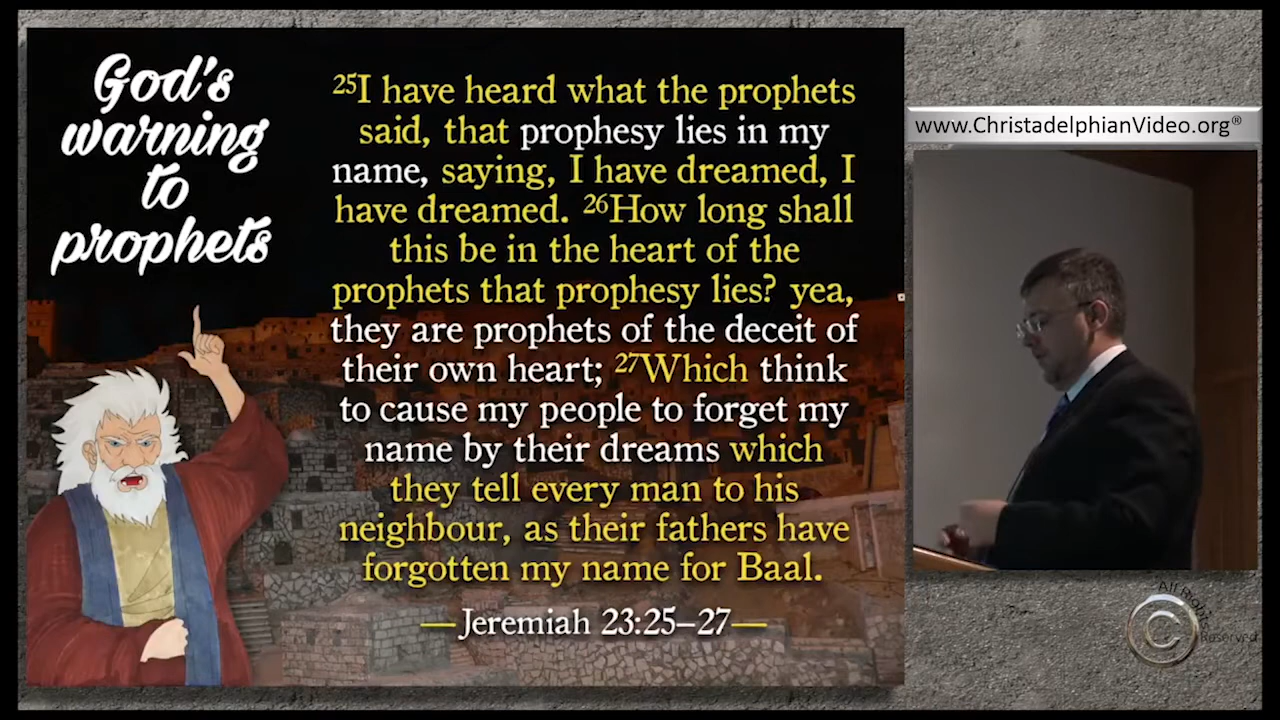 God's
warning
to
prophets
25I have heard what the prophets
said, that prophesy lies in my
name, saying, I have dreamed, I
have dreamed. 26How long shall
this be in the heart of the
prophets that prophesy lies? yea,
they are prophets of the deceit of
their own heart; 27Which think
to cause my people to forget my
name by their dreams which
they tell every man to his
neighbour, as their fathers have
forgotten my name for Baal.
—Jeremiah 23:25–27—
www.ChristadelphianVideo.org®
All Rights
C
Reserved